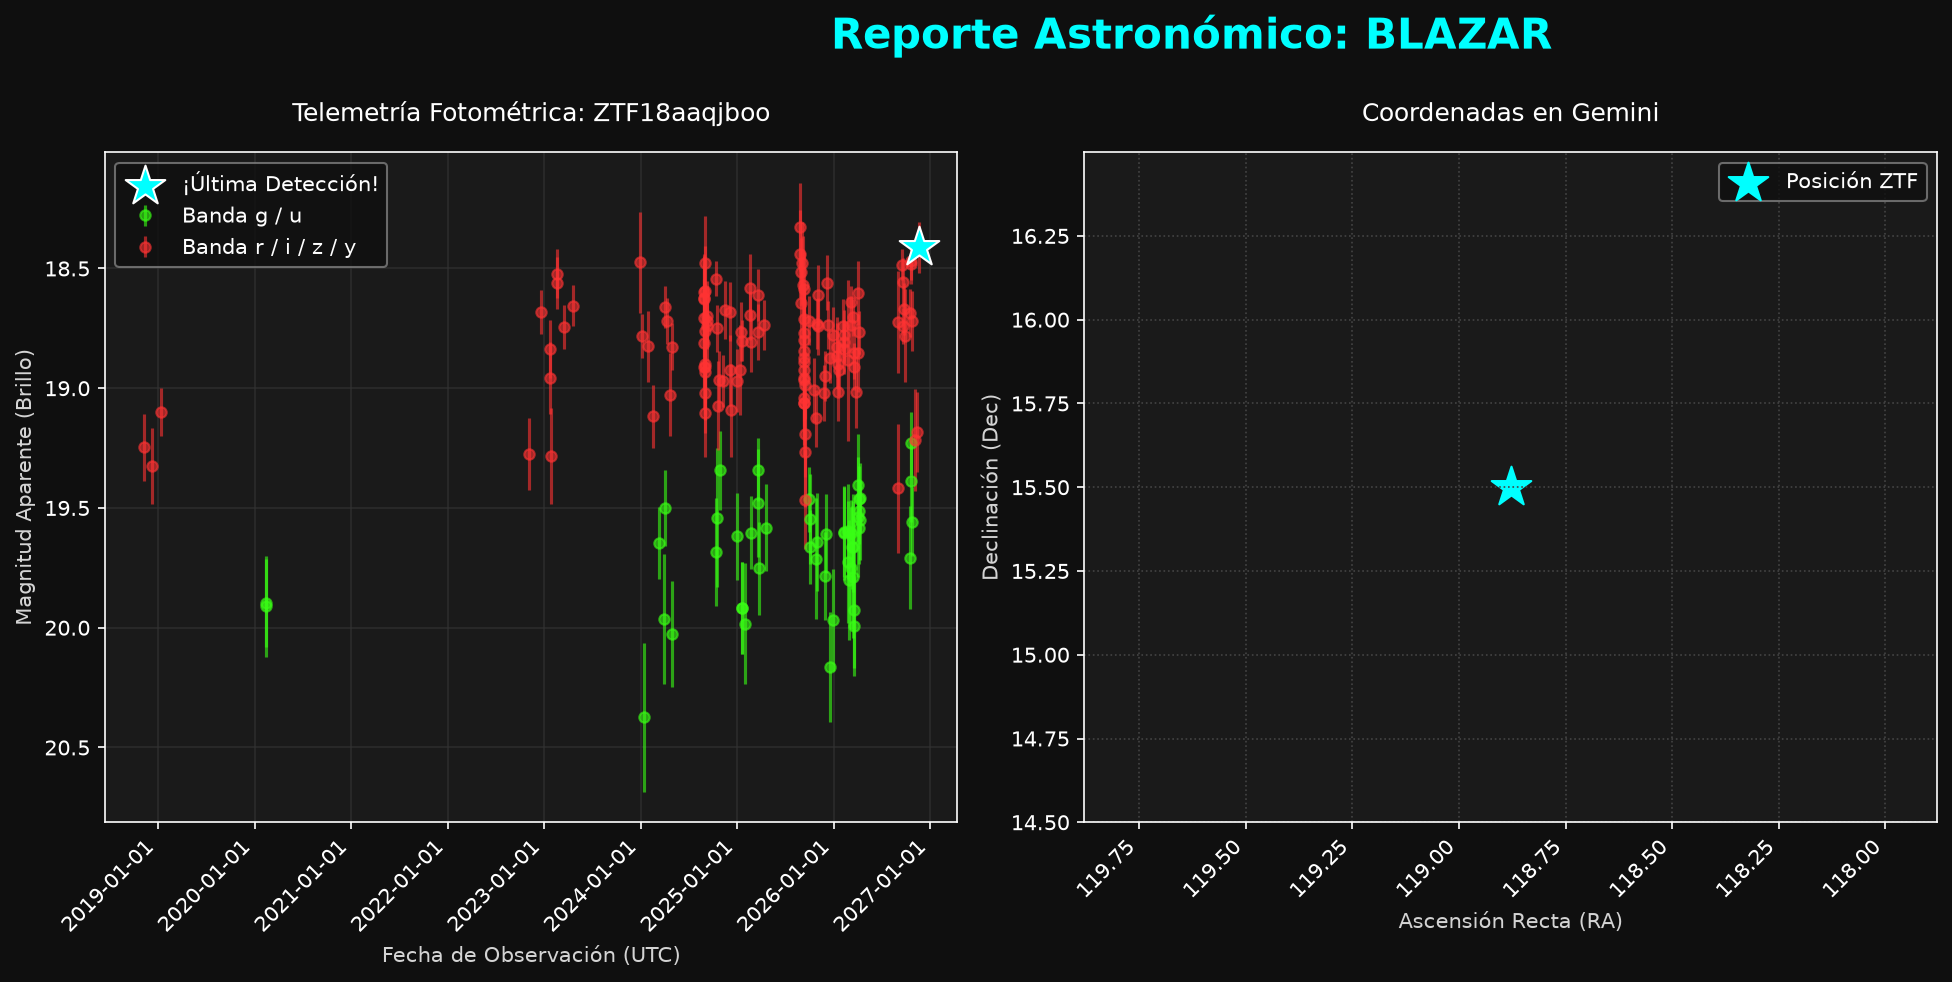 Reporte Astronómico: BLAZAR
Telemetría Fotométrica: ZTF18aaqjboo
¡Última Detección!
Banda g / u
Banda r / i / z / y
Magnitud Aparente (Brillo)
18.5
19.0
19.5
20.0
20.5
2019-01-01
2020-01-01
2021-01-01
2022-01-01
2023-01-01
2024-01-01
2025-01-01
2026-01-01
2027-01-01
Fecha de Observación (UTC)
Coordenadas en Gemini
Posición ZTF
Declinación (Dec)
16.25
16.00
15.75
15.50
15.25
15.00
14.75
14.50
119.75
119.50
119.25
119.00
118.75
118.50
118.25
118.00
Ascensión Recta (RA)